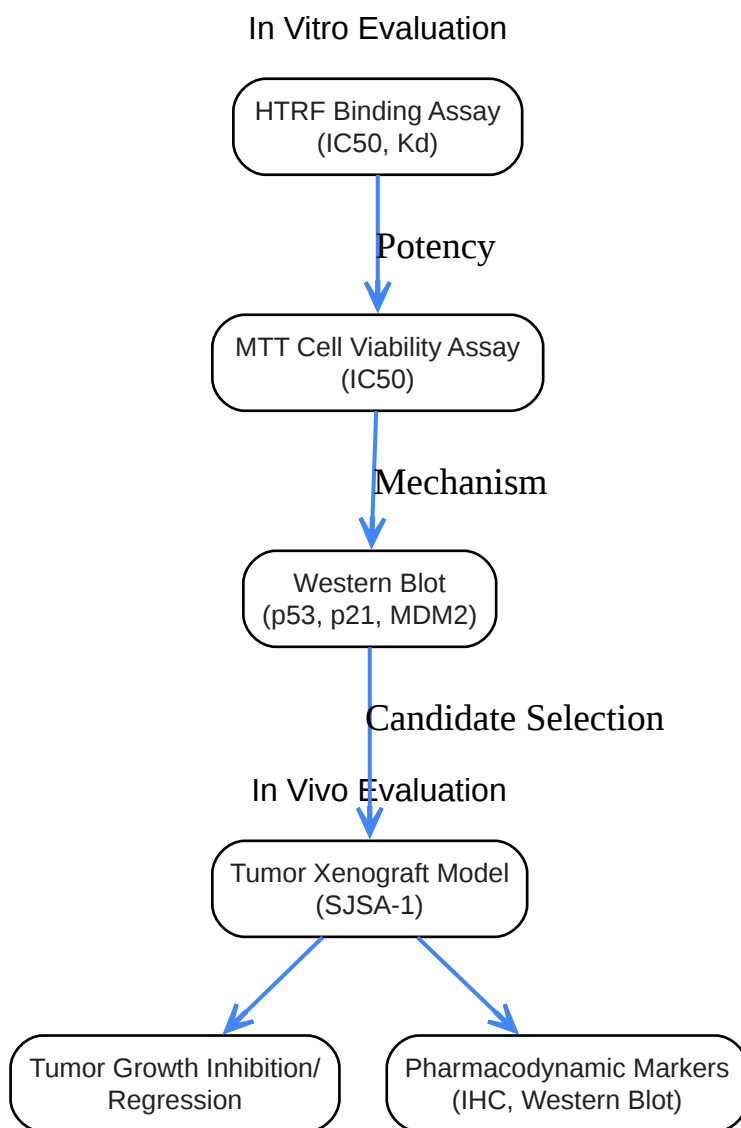 In Vitro Evaluation
HTRF Binding Assay
(IC50, Kd)
Potency
MTT Cell Viability Assay
(IC50)
Mechanism
Western Blot
(p53, p21, MDM2)
Candidate Selection
In Vivo Evaluation
Tumor Xenograft Model
(SJSA-1)
Tumor Growth Inhibition/
Regression
Pharmacodynamic Markers
(IHC, Western Blot)